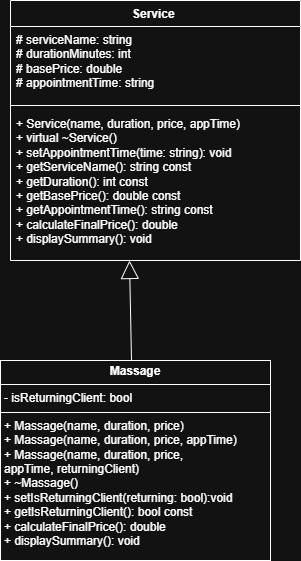 Service
# serviceName: string
# durationMinutes: int
# basePrice: double
# appointmentTime: string
+ Service(name, duration, price, appTime)
+ virtual ~Service()
+ setAppointmentTime(time: string): void
+ getServiceName(): string const
+ getDuration(): int const
+ getBasePrice(): double const
+ getAppointmentTime(): string const
+ calculateFinalPrice(): double
+ displaySummary(): void
Massage
- isReturningClient: bool
+ Massage(name, duration, price)
+ Massage(name, duration, price, appTime)
+ Massage(name, duration, price,
appTime, returningClient)
+ ~Massage()
+ setIsReturningClient(returning: bool):void
+ getIsReturningClient(): bool const
+ calculateFinalPrice(): double
+ displaySummary(): void